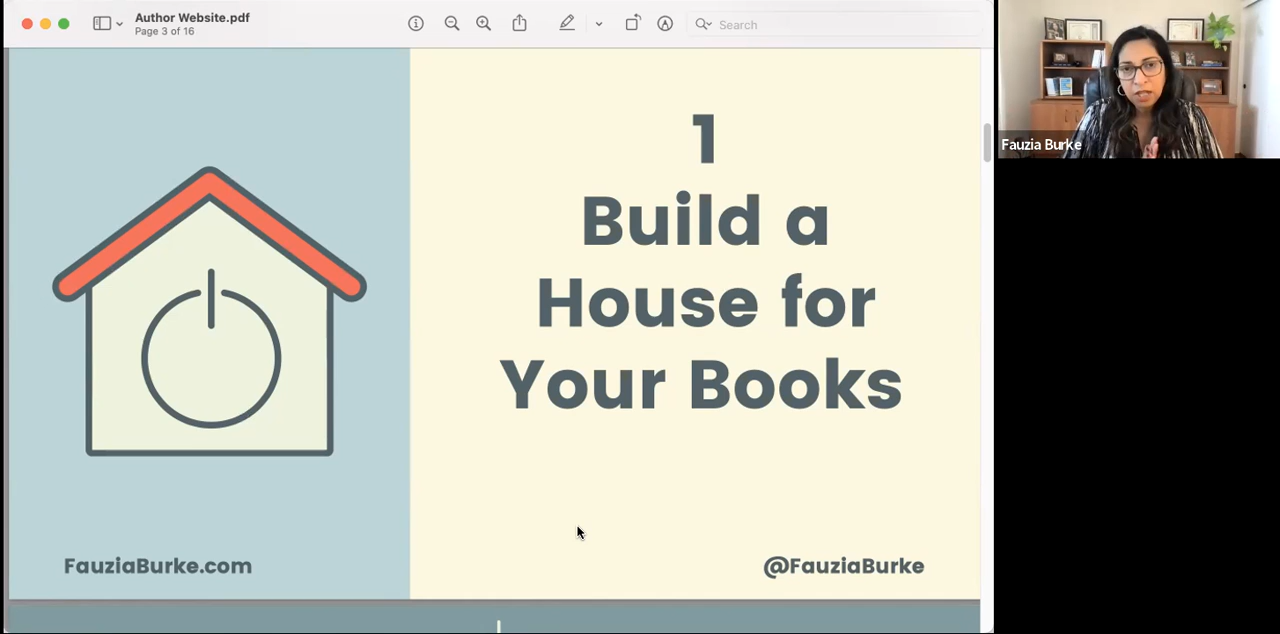 Author Website.pdf
Page 3 of 16
Search
1
Build a
House for
Your Books
FauziaBurke.com
@FauziaBurke
Fauzia Burke